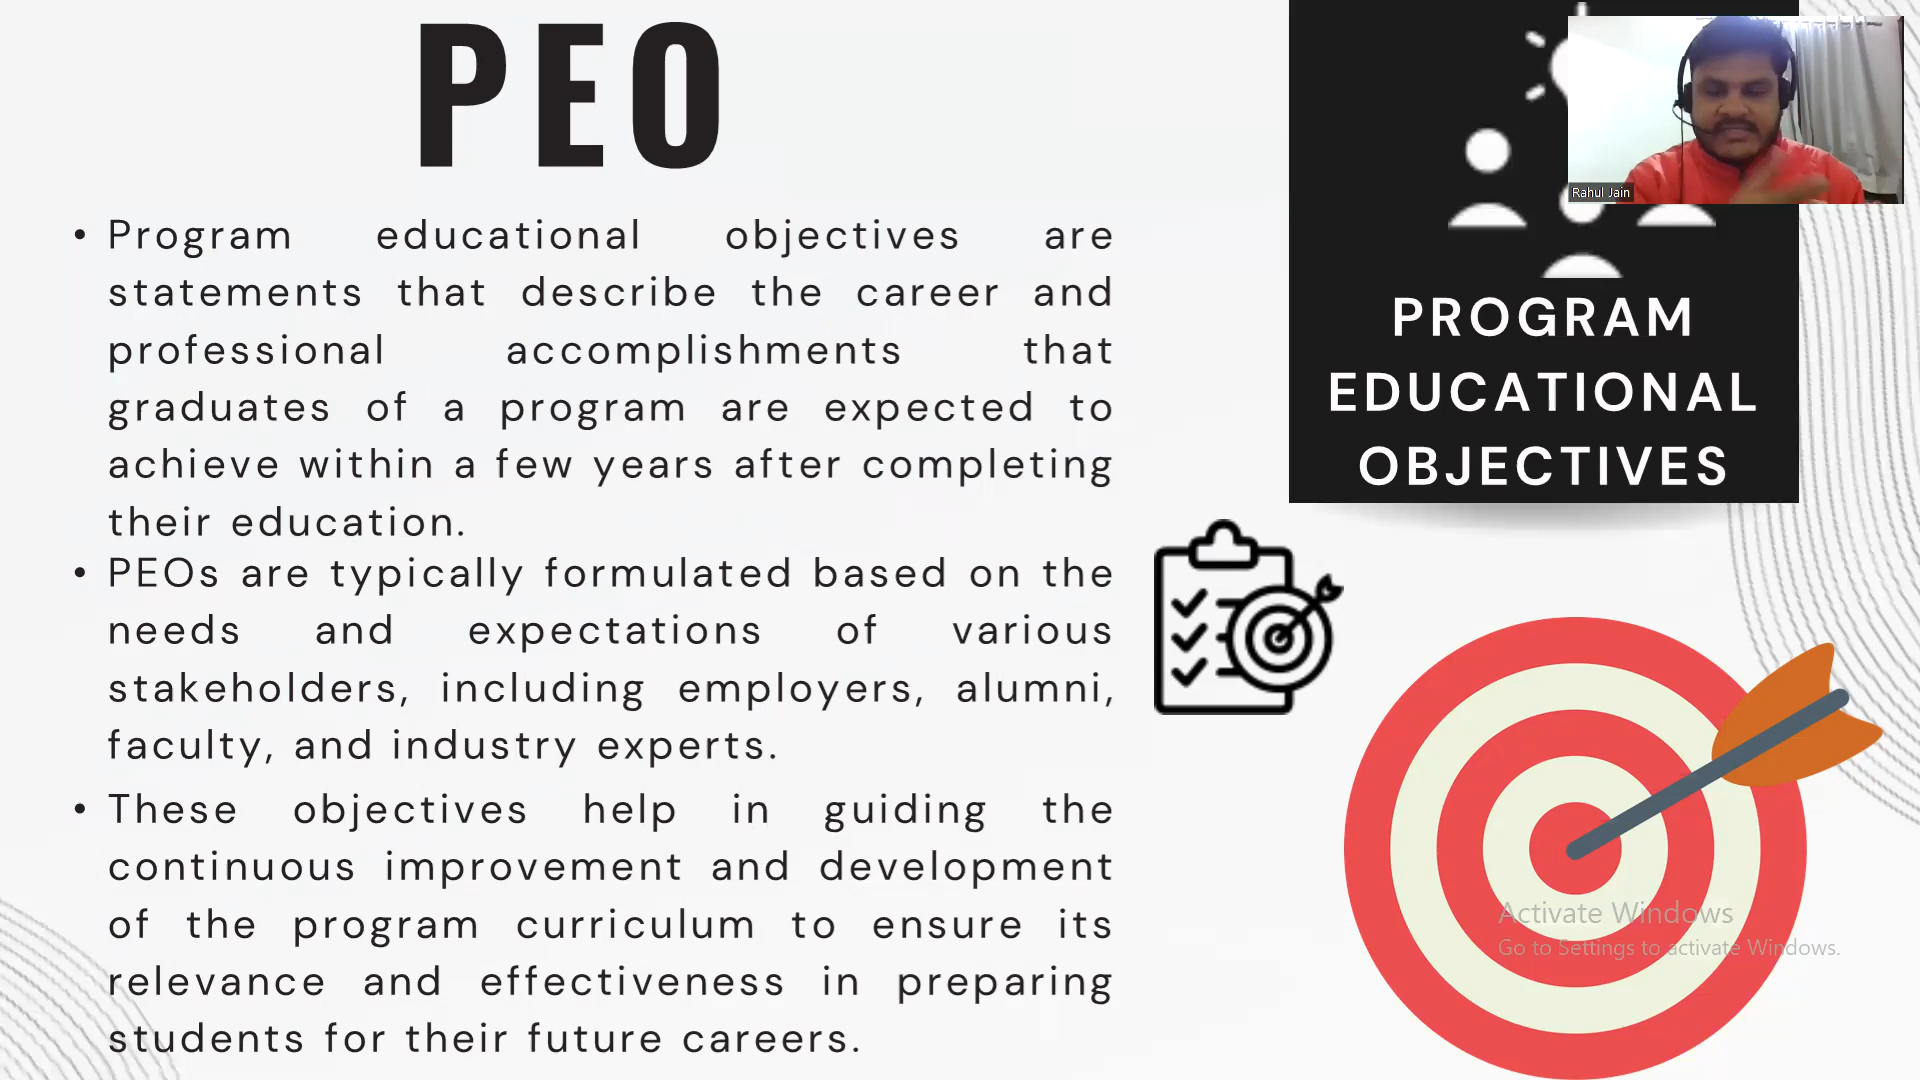 PEO
• Program educational objectives are
statements that describe the career and
professional accomplishments that
graduates of a program are expected to
achieve within a few years after completing
their education.
• PEOs are typically formulated based on the
needs and expectations of various
stakeholders, including employers, alumni,
faculty, and industry experts.
• These objectives help in guiding the
continuous improvement and development
of the program curriculum to ensure its
relevance and effectiveness in preparing
students for their future careers.
Rahul Jain
PROGRAM
EDUCATIONAL
OBJECTIVES
Activate Windows
Go to Settings to activate Windows.